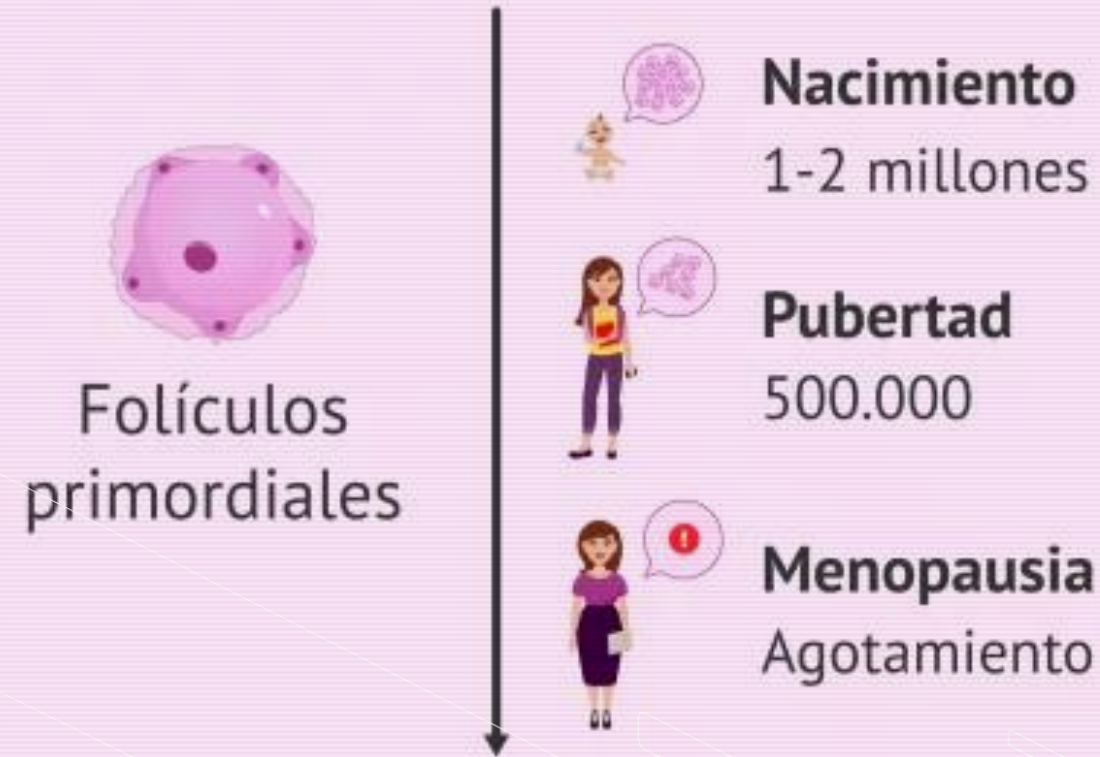 Folículos
primordiales
Nacimiento
1-2 millones
Pubertad
500.000
Menopausia
Agotamiento